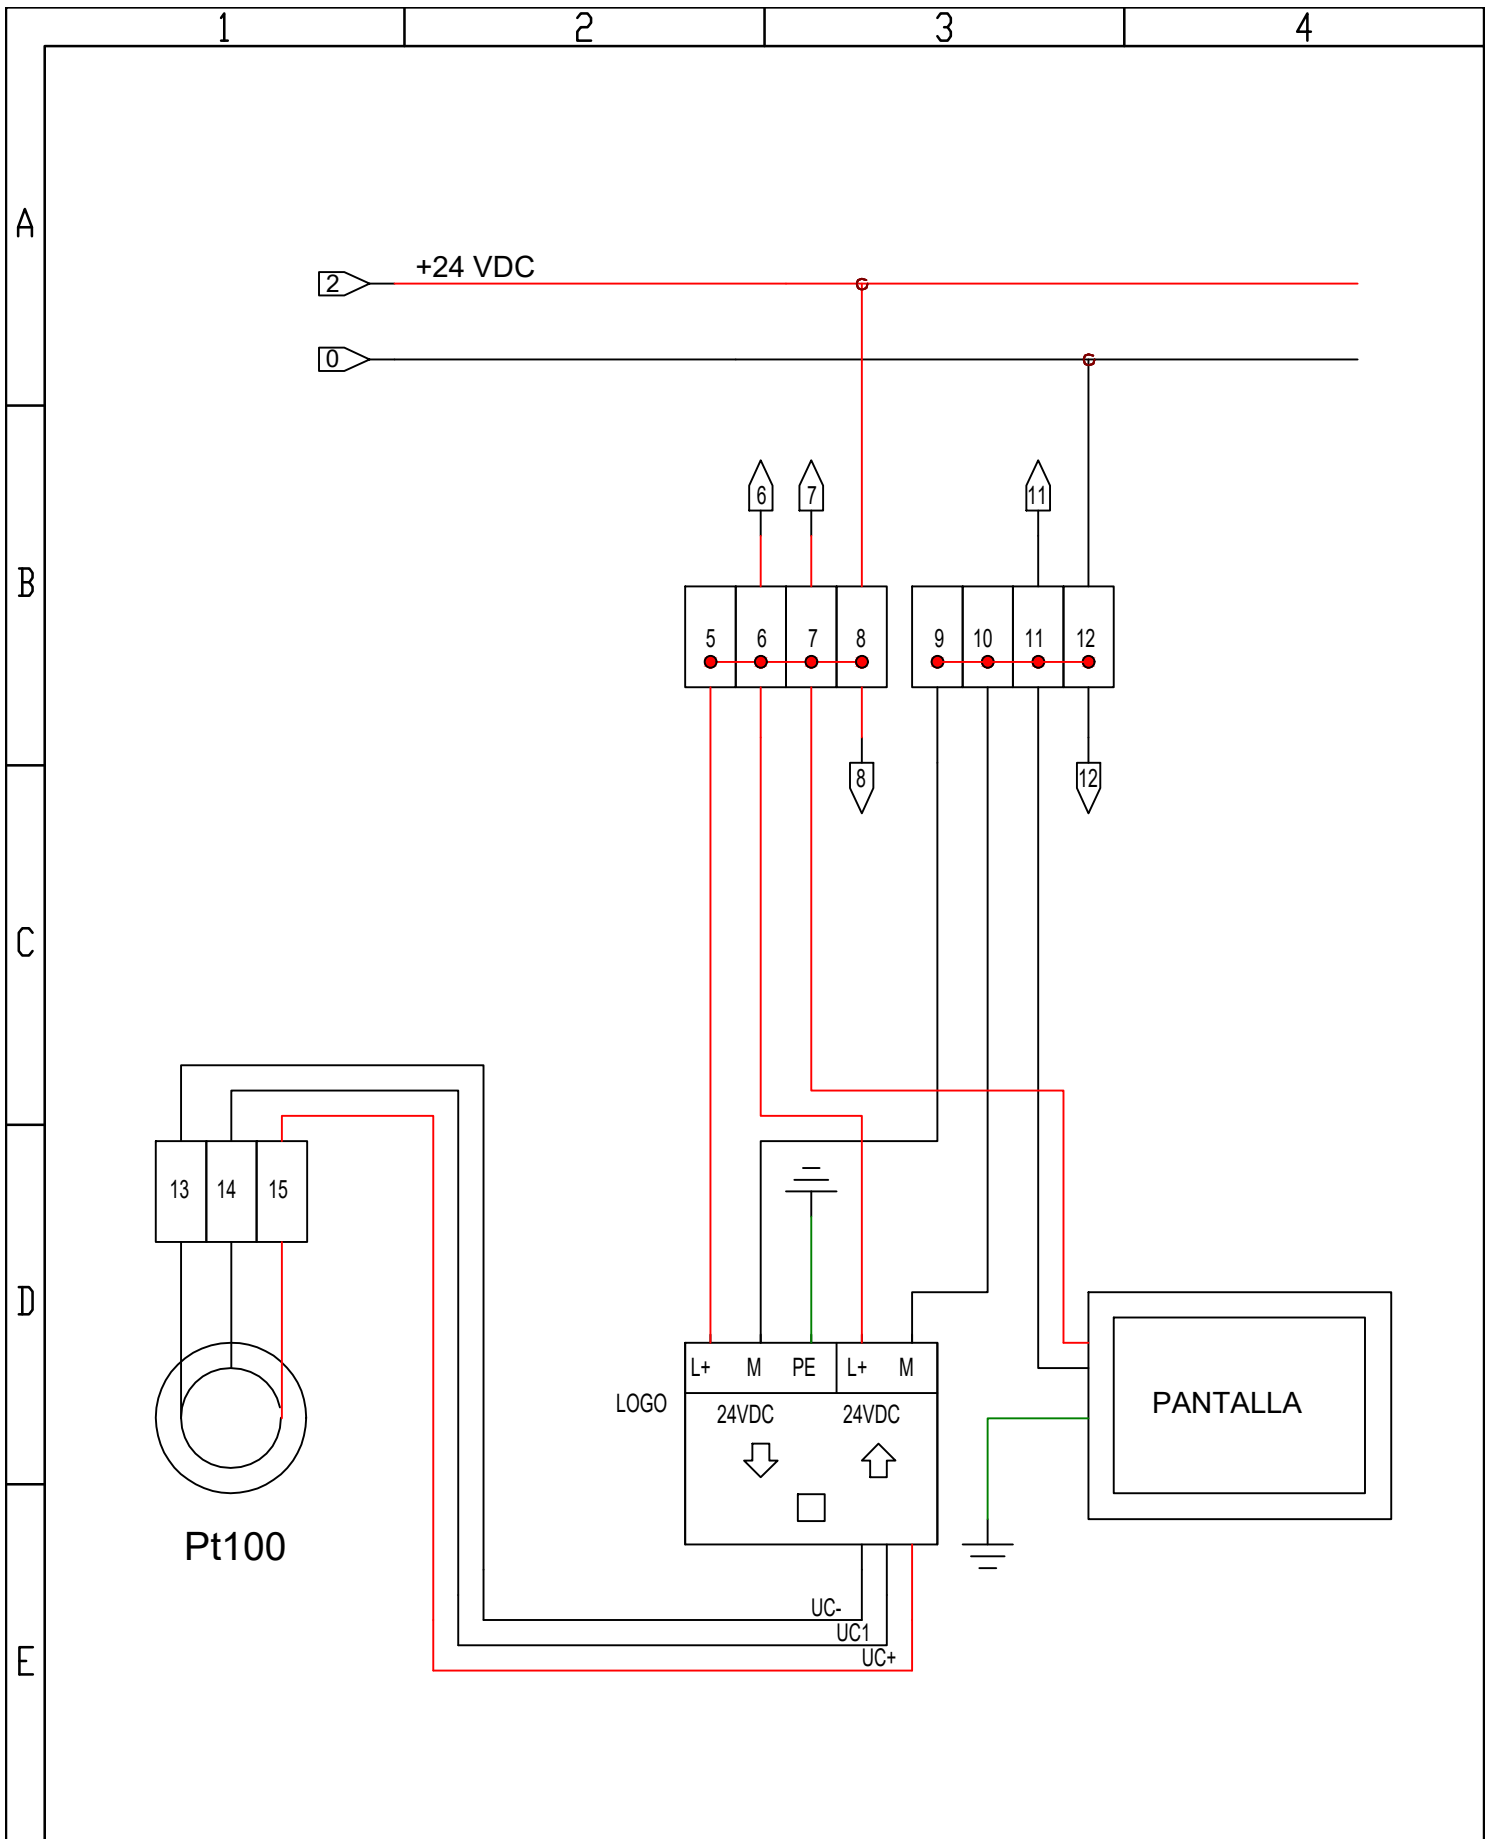 1 2 3 4
A
+24 VDC
2
0
6 7 11
B
5 6 7 8 9 10 11 12
8 12
C
13 14 15
D
L+ M PE L+ M
LOGO
24VDC 24VDC
PANTALLA
Pt100
UC-
UC1
UC+
E